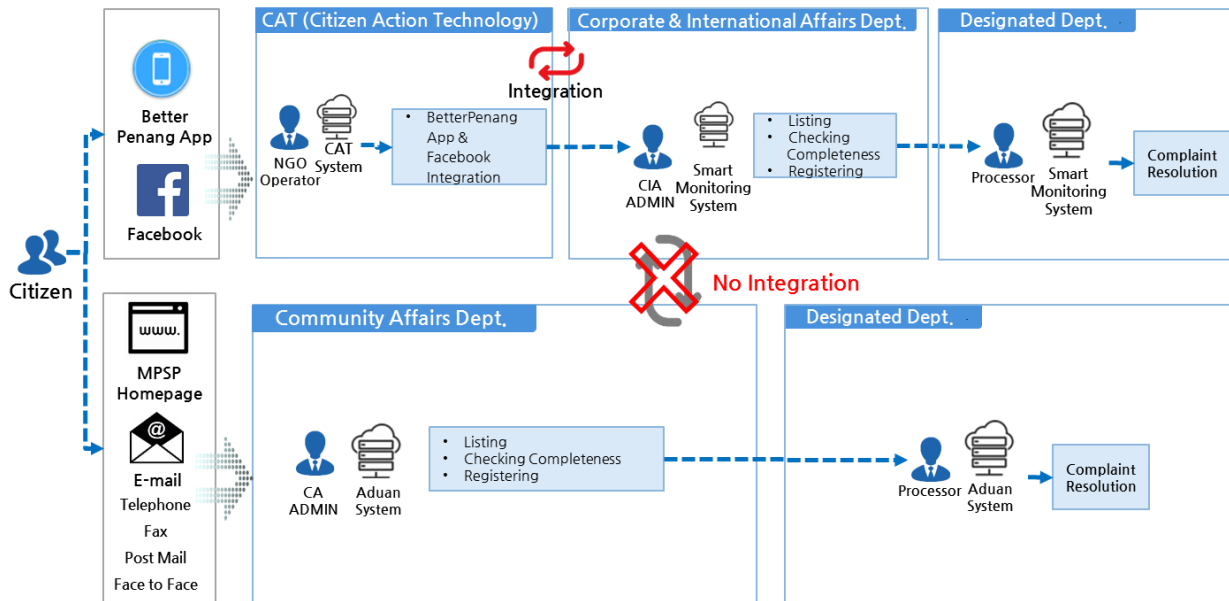 CAT (Citizen Action Technology)
Corporate & International Affairs Dept.
Designated Dept.
Integration
Better
Penang App
Facebook
NGO
Operator
CAT
System
• BetterPenang
App &
Facebook
Integration
CIA
ADMIN
Smart
Monitoring
System
• Listing
• Checking
Completeness
• Registering
Processor
Smart
Monitoring
System
Complaint
Resolution
Citizen
No Integration
www.
MPSP
Homepage
@
E-mail
Telephone
Fax
Post Mail
Face to Face
Community Affairs Dept.
CA
ADMIN
Aduan
System
• Listing
• Checking Completeness
• Registering
Designated Dept.
Processor
Aduan
System
Complaint
Resolution